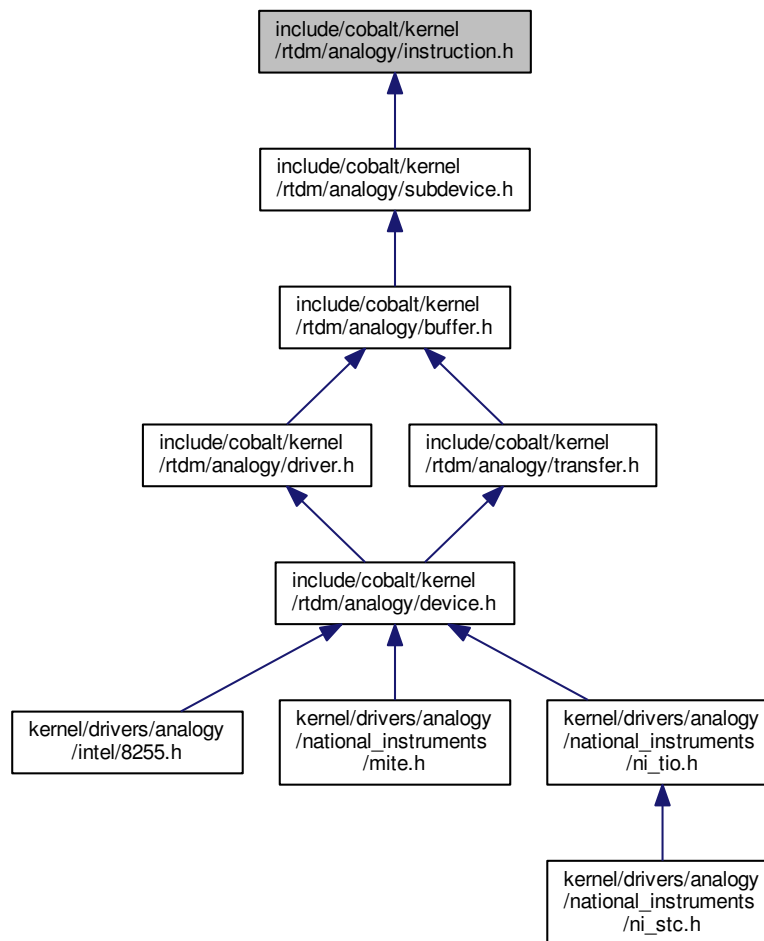 include/cobalt/kernel
/rtdm/analogy/instruction.h
include/cobalt/kernel
/rtdm/analogy/subdevice.h
include/cobalt/kernel
/rtdm/analogy/buffer.h
include/cobalt/kernel
/rtdm/analogy/driver.h
include/cobalt/kernel
/rtdm/analogy/transfer.h
include/cobalt/kernel
/rtdm/analogy/device.h
kernel/drivers/analogy
/intel/8255.h
kernel/drivers/analogy
/national_instruments
/mite.h
kernel/drivers/analogy
/national_instruments
/ni_tio.h
kernel/drivers/analogy
/national_instruments
/ni_stc.h